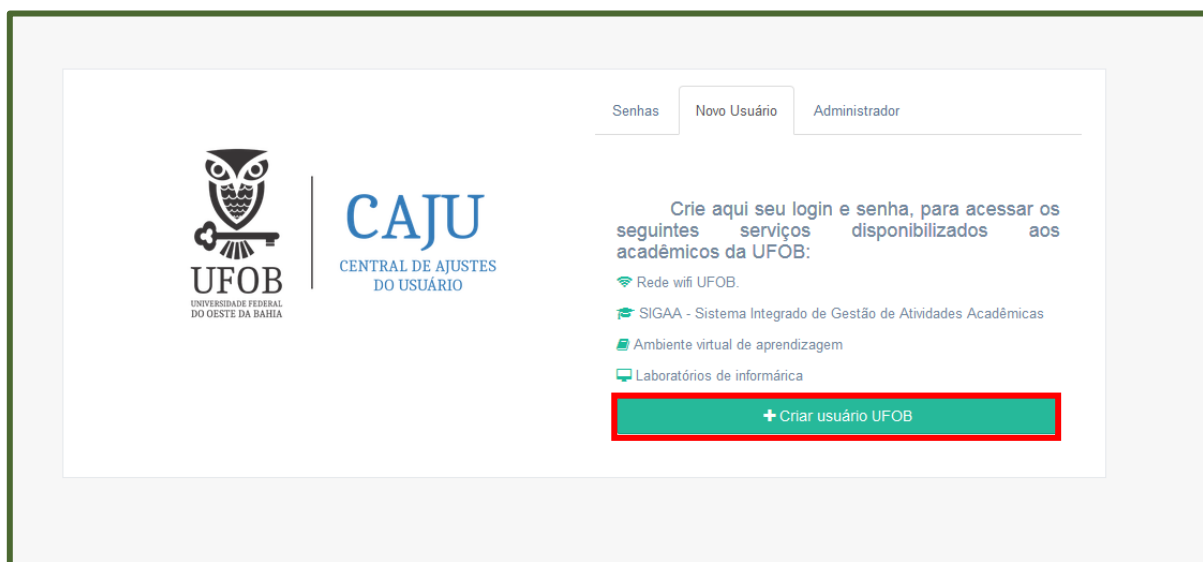 Senhas
Novo Usuário
Administrador
UFOB
UNIVERSIDADE FEDERAL
DO OESTE DA BAHIA
CAJU
CENTRAL DE AJUSTES
DO USUÁRIO
Crie aqui seu login e senha, para acessar os
seguintes serviços disponibilizados aos
acadêmicos da UFOB:
Rede wifi UFOB.
SIGAA - Sistema Integrado de Gestão de Atividades Acadêmicas
Ambiente virtual de aprendizagem
Laboratórios de informárica
Criar usuário UFOB